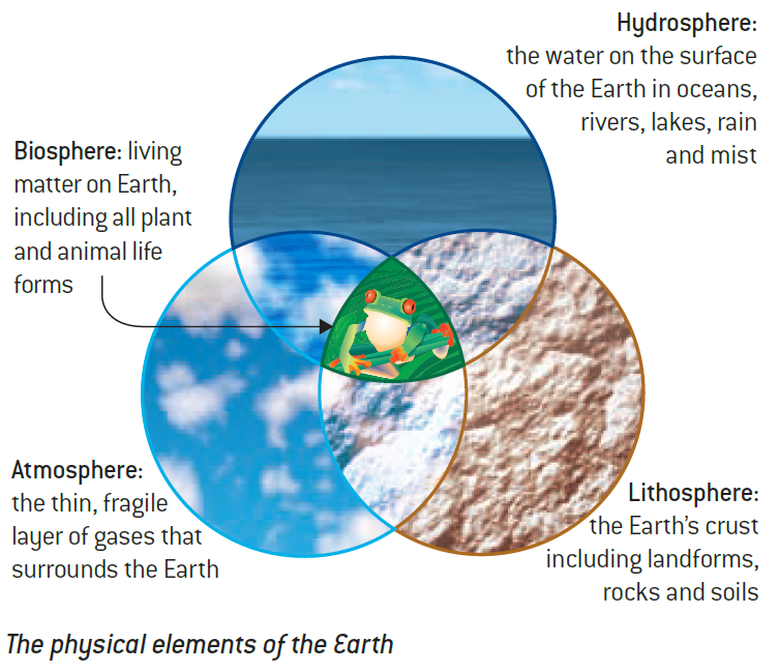 Hydrosphere:
the water on the surface
of the Earth in oceans,
rivers, lakes, rain
and mist
Biosphere: living
matter on Earth,
including all plant
and animal life
forms
Atmosphere:
the thin, fragile
layer of gases that
surrounds the Earth
Lithosphere:
the Earth's crust
including landforms,
rocks and soils
The physical elements of the Earth